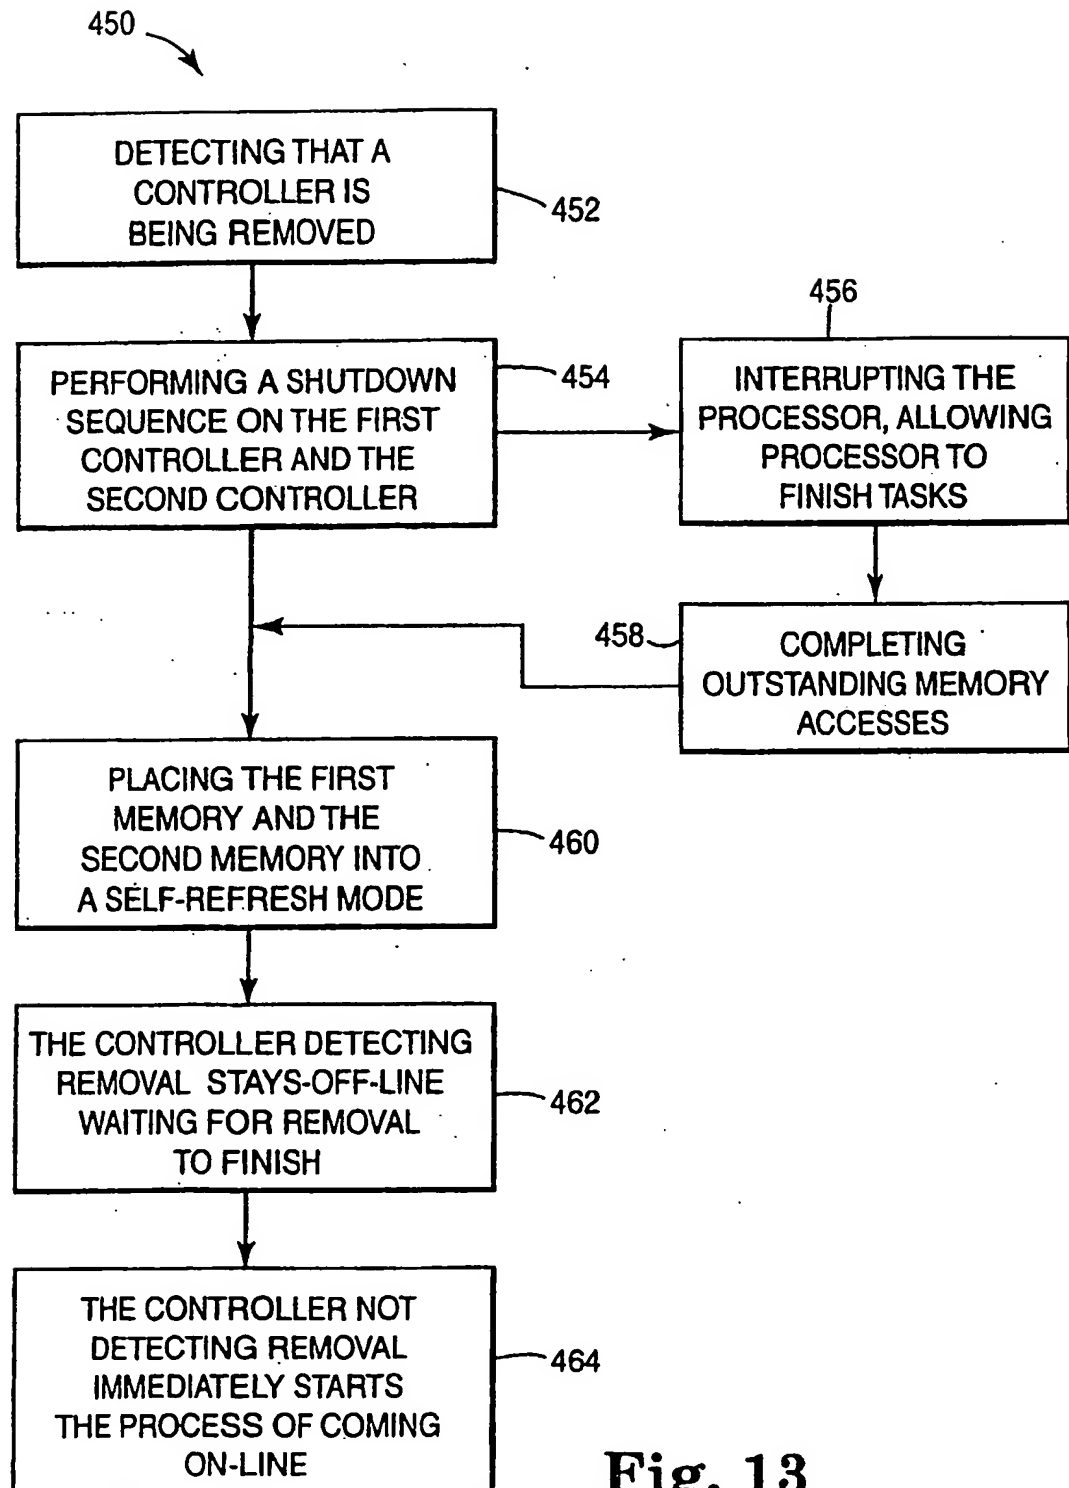 450
DETECTING THAT A
CONTROLLER IS
BEING REMOVED
452
PERFORMING A SHUTDOWN
SEQUENCE ON THE FIRST
CONTROLLER AND THE
SECOND CONTROLLER
454
456
INTERRUPTING THE
PROCESSOR, ALLOWING
PROCESSOR TO
FINISH TASKS
458
COMPLETING
OUTSTANDING MEMORY
ACCESSES
PLACING THE FIRST
MEMORY AND THE
SECOND MEMORY INTO
A SELF-REFRESH MODE
460
THE CONTROLLER DETECTING
REMOVAL STAYS-OFF-LINE
WAITING FOR REMOVAL
TO FINISH
462
THE CONTROLLER NOT
DETECTING REMOVAL
IMMEDIATELY STARTS
THE PROCESS OF COMING
ON-LINE
464
Fig. 13